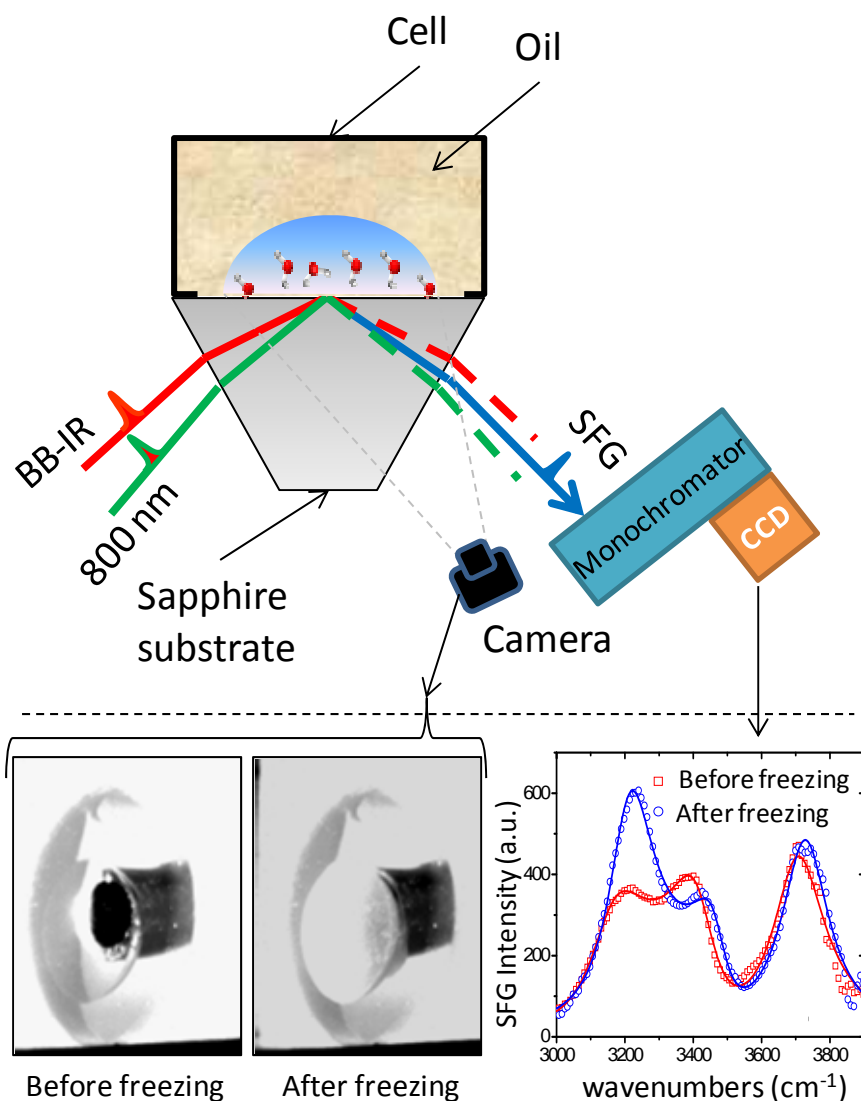 Cell
Oil
BB-IR
800 nm
SFG
Monochromator
CCD
Sapphire
substrate
Camera
Before freezing
After freezing
SFG Intensity (a.u.)
600
400
200
0
Before freezing
After freezing
3000 3200 3400 3600 3800
wavenumbers (cm⁻¹)